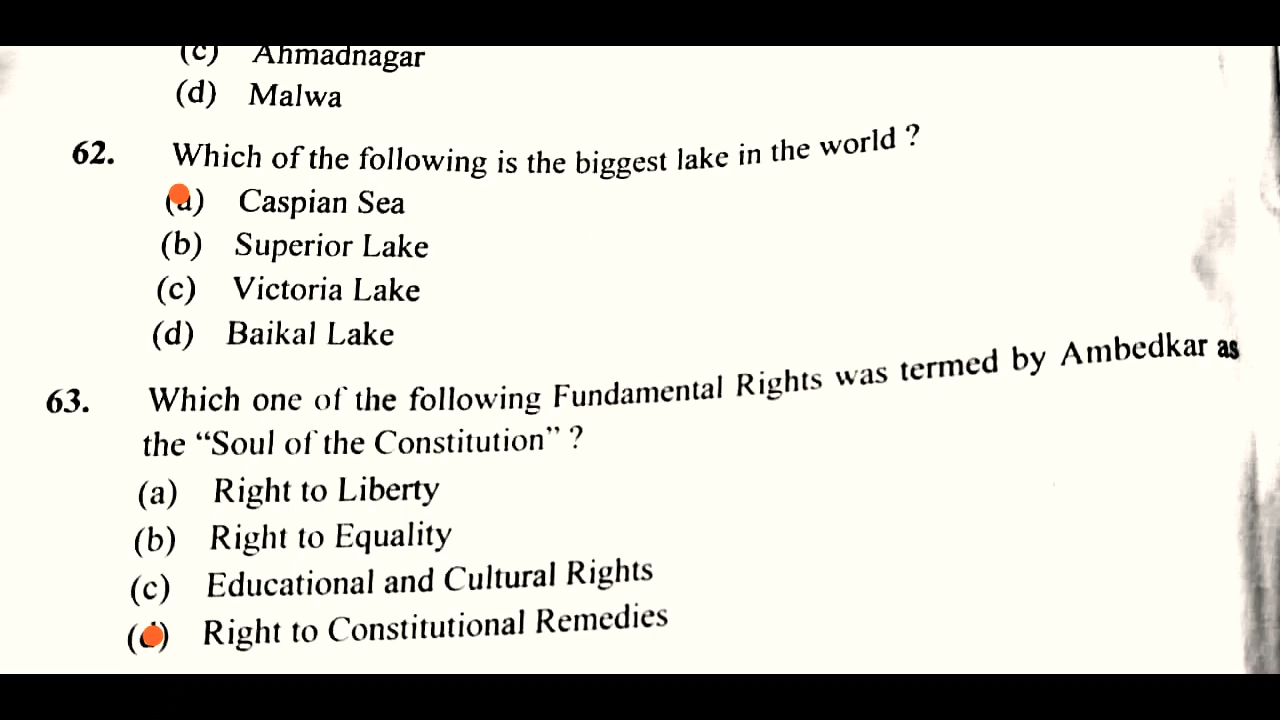 (c) Ahmadnagar
(d) Malwa
62. Which of the following is the biggest lake in the world ?
(a) Caspian Sea
(b) Superior Lake
(c) Victoria Lake
(d) Baikal Lake
63. Which one of the following Fundamental Rights was termed by Ambedkar as
the “Soul of the Constitution” ?
(a) Right to Liberty
(b) Right to Equality
(c) Educational and Cultural Rights
(d) Right to Constitutional Remedies